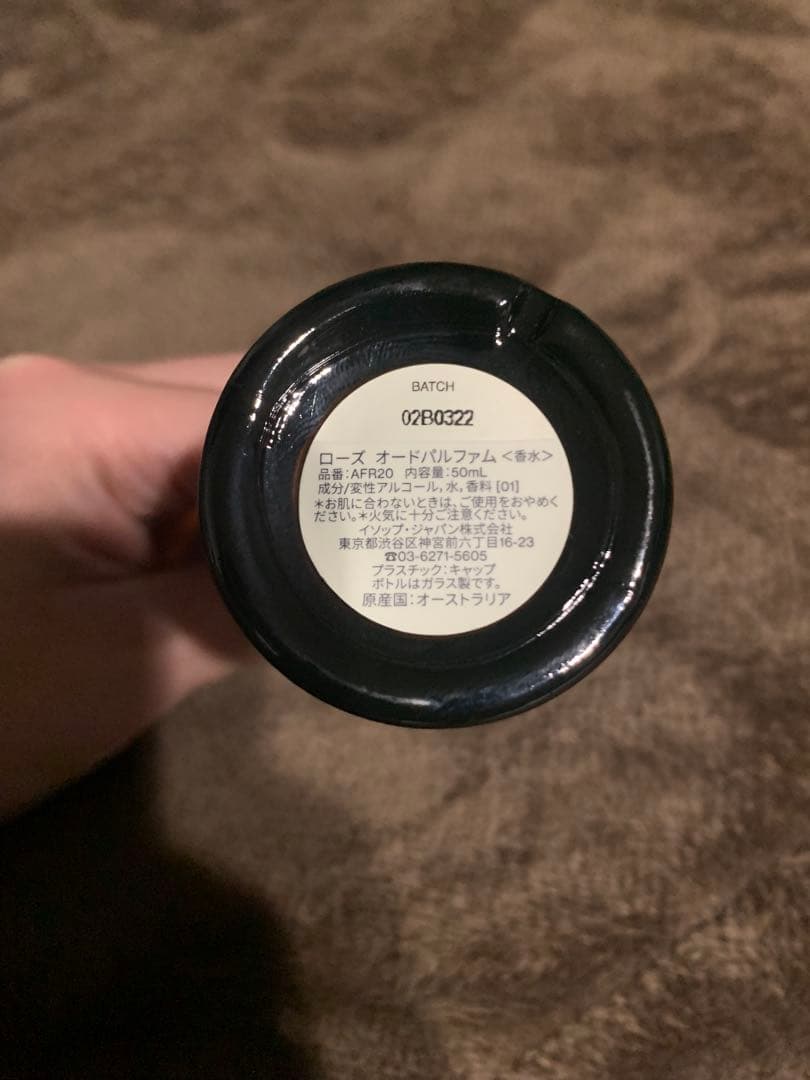 BATCH
02B0322
ローズ オードパルファム <香水>
品番:AFR20 内容量:50mL
成分/変性アルコール,水,香料 [01]
*お肌に合わないときは、ご使用をおやめく
ださい。*火気に十分ご注意ください。
イソップ・ジャパン株式会社
東京都渋谷区神宮前六丁目16-23
☎03-6271-5605
プラスチック:キャップ
ボトルはガラス製です。
原産国:オーストラリア